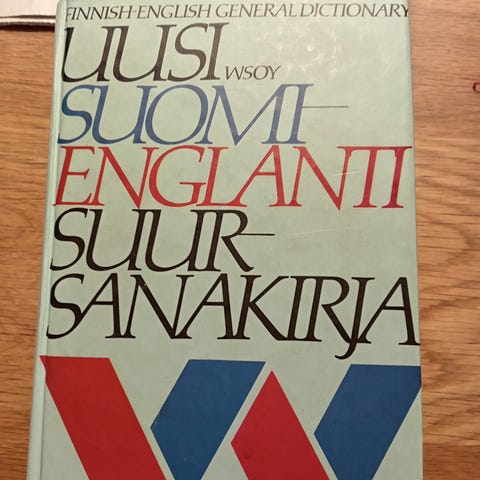 FINNISH-ENGLISH GENERAL DICTIONARY
UUSI WSOY
SUOMI-
ENGLANTI
SUUR-
SANAKIRJA